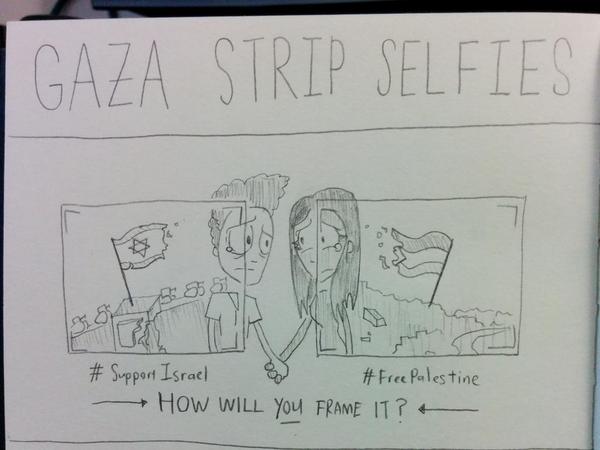 GAZA STRIP SELFIES
# Support Israel
# FreePalestine
HOW WILL YOU FRAME IT?